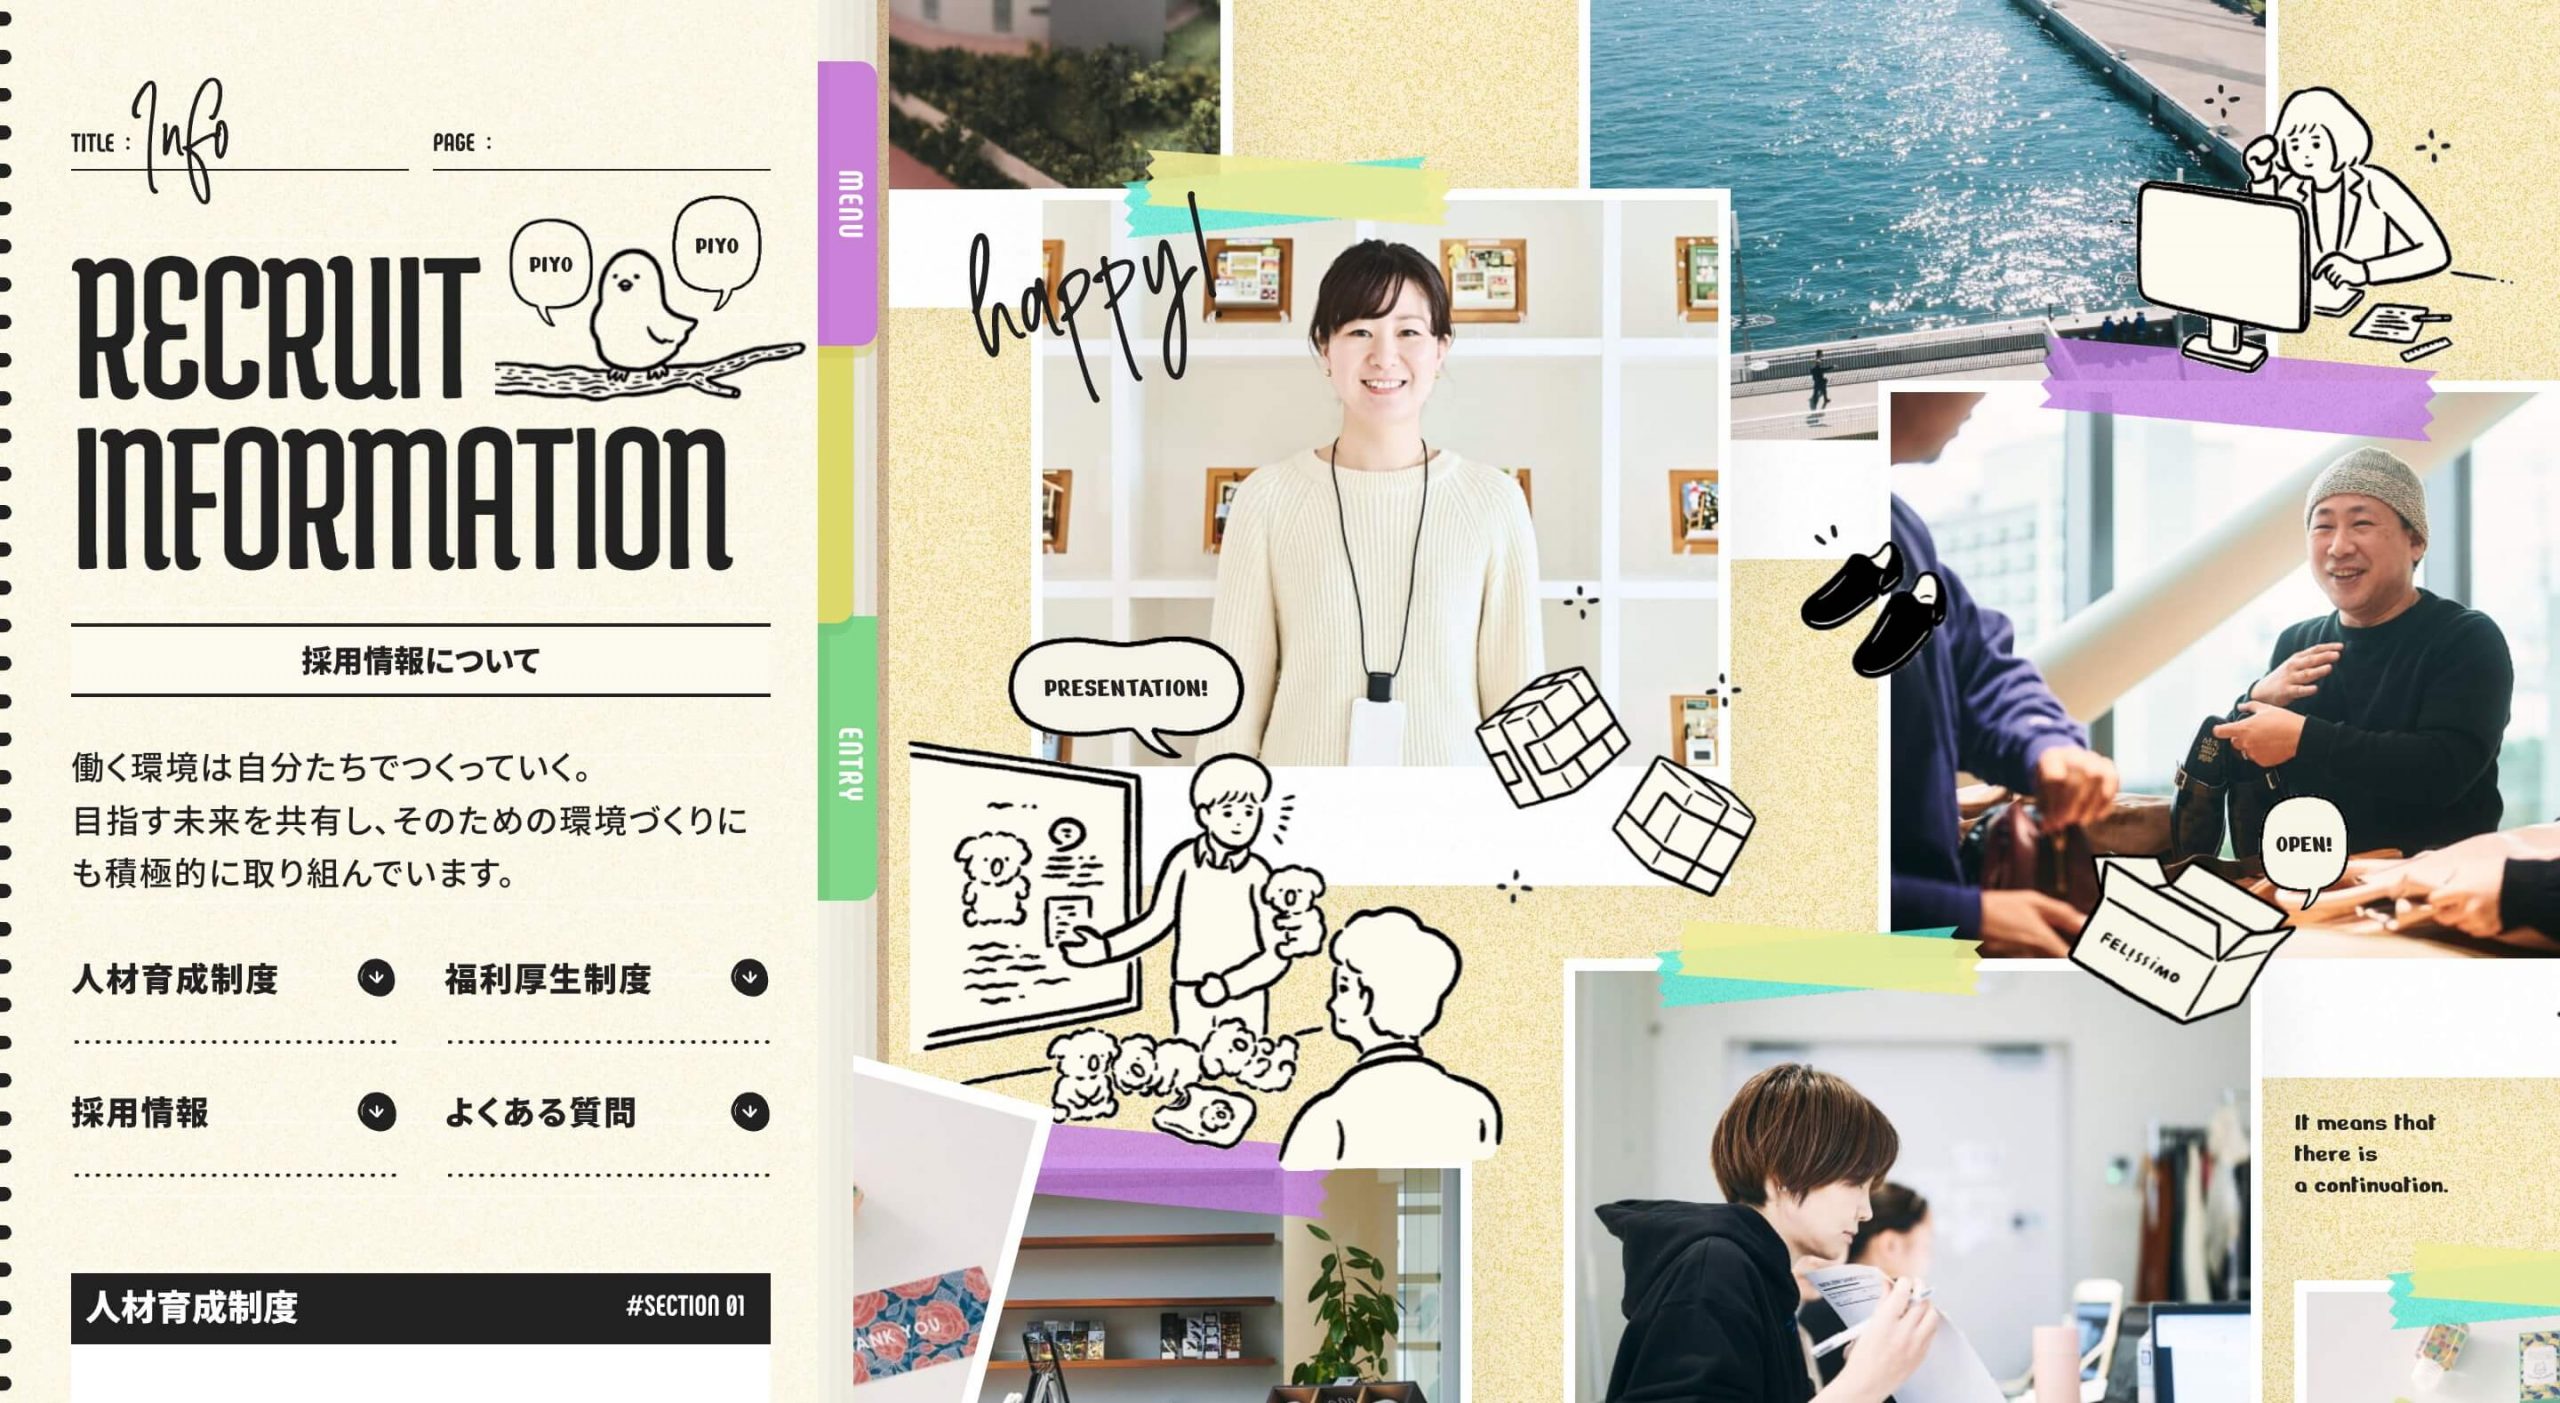 TITLE : Info
PAGE :
PIYO
PIYO
RECRUIT
INFORMATION
採用情報について
働く環境は自分たちでつくっていく。
目指す未来を共有し、そのための環境づくりに
も積極的に取り組んでいます。
人材育成制度
福利厚生制度
採用情報
よくある質問
人材育成制度 #SECTION 01
MENU
ENTRY
happy!
PRESENTATION!
OPEN!
FELISSIMO
It means that
there is
a continuation.
ANK YOU